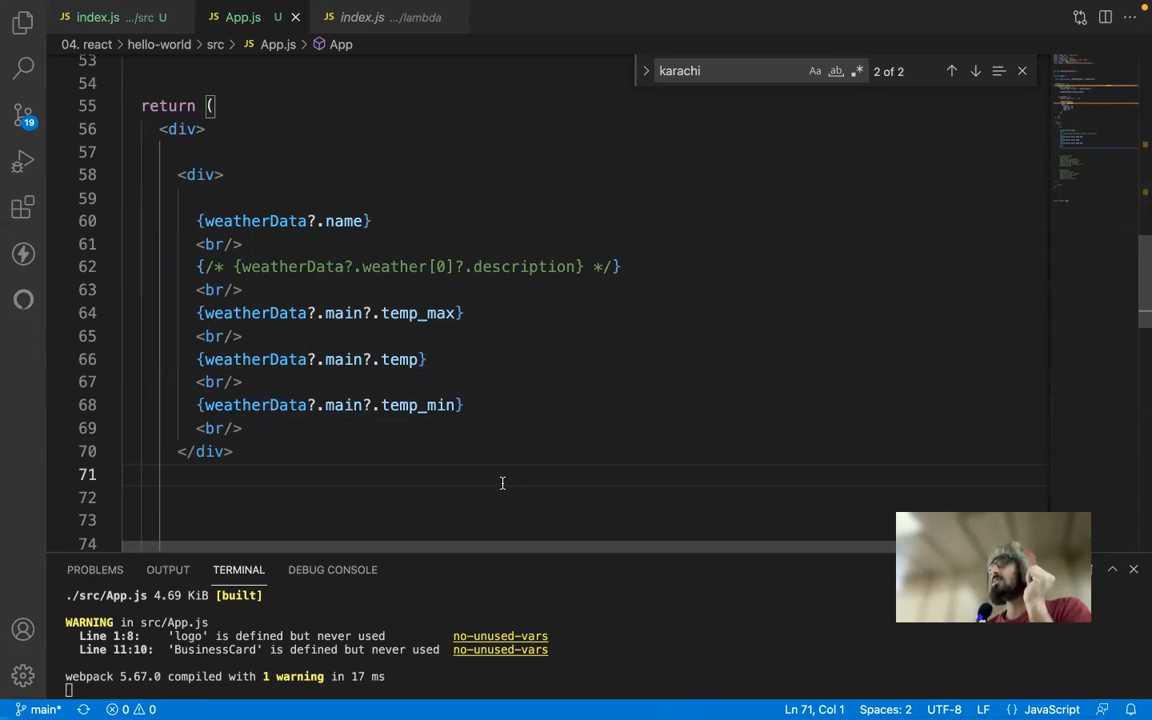 index.js .../src U
App.js U
index.js .../lambda
04. react > hello-world > src > App.js > App
karachi
Aa ab .*
2 of 2
53
54
55 return (
56 <div>
57
58 <div>
59
60 {weatherData?.name}
61 <br/>
62 {/* {weatherData?.weather[0]?.description} */}
63 <br/>
64 {weatherData?.main?.temp_max}
65 <br/>
66 {weatherData?.main?.temp}
67 <br/>
68 {weatherData?.main?.temp_min}
69 <br/>
70 </div>
71
72
73
74
19
PROBLEMS OUTPUT TERMINAL DEBUG CONSOLE
./src/App.js 4.69 KiB [built]
WARNING in src/App.js
Line 1:8: 'logo' is defined but never used no-unused-vars
Line 11:10: 'BusinessCard' is defined but never used no-unused-vars
webpack 5.67.0 compiled with 1 warning in 17 ms
main* 0 0 Ln 71, Col 1 Spaces: 2 UTF-8 LF {} JavaScript